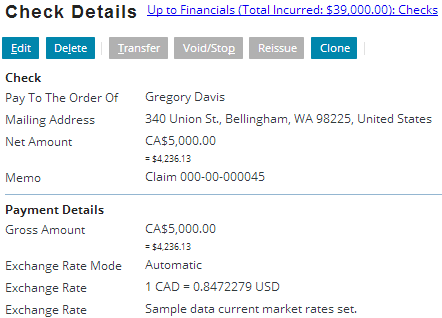 Check Details Up to Financials (Total Incurred: $39,000.00): Checks
Edit Delete Transfer Void/Stop Reissue Clone
Check
Pay To The Order Of Gregory Davis
Mailing Address 340 Union St., Bellingham, WA 98225, United States
Net Amount CA$5,000.00
= $4,236.13
Memo Claim 000-00-000045
Payment Details
Gross Amount CA$5,000.00
= $4,236.13
Exchange Rate Mode Automatic
Exchange Rate 1 CAD = 0.8472279 USD
Exchange Rate Sample data current market rates set.